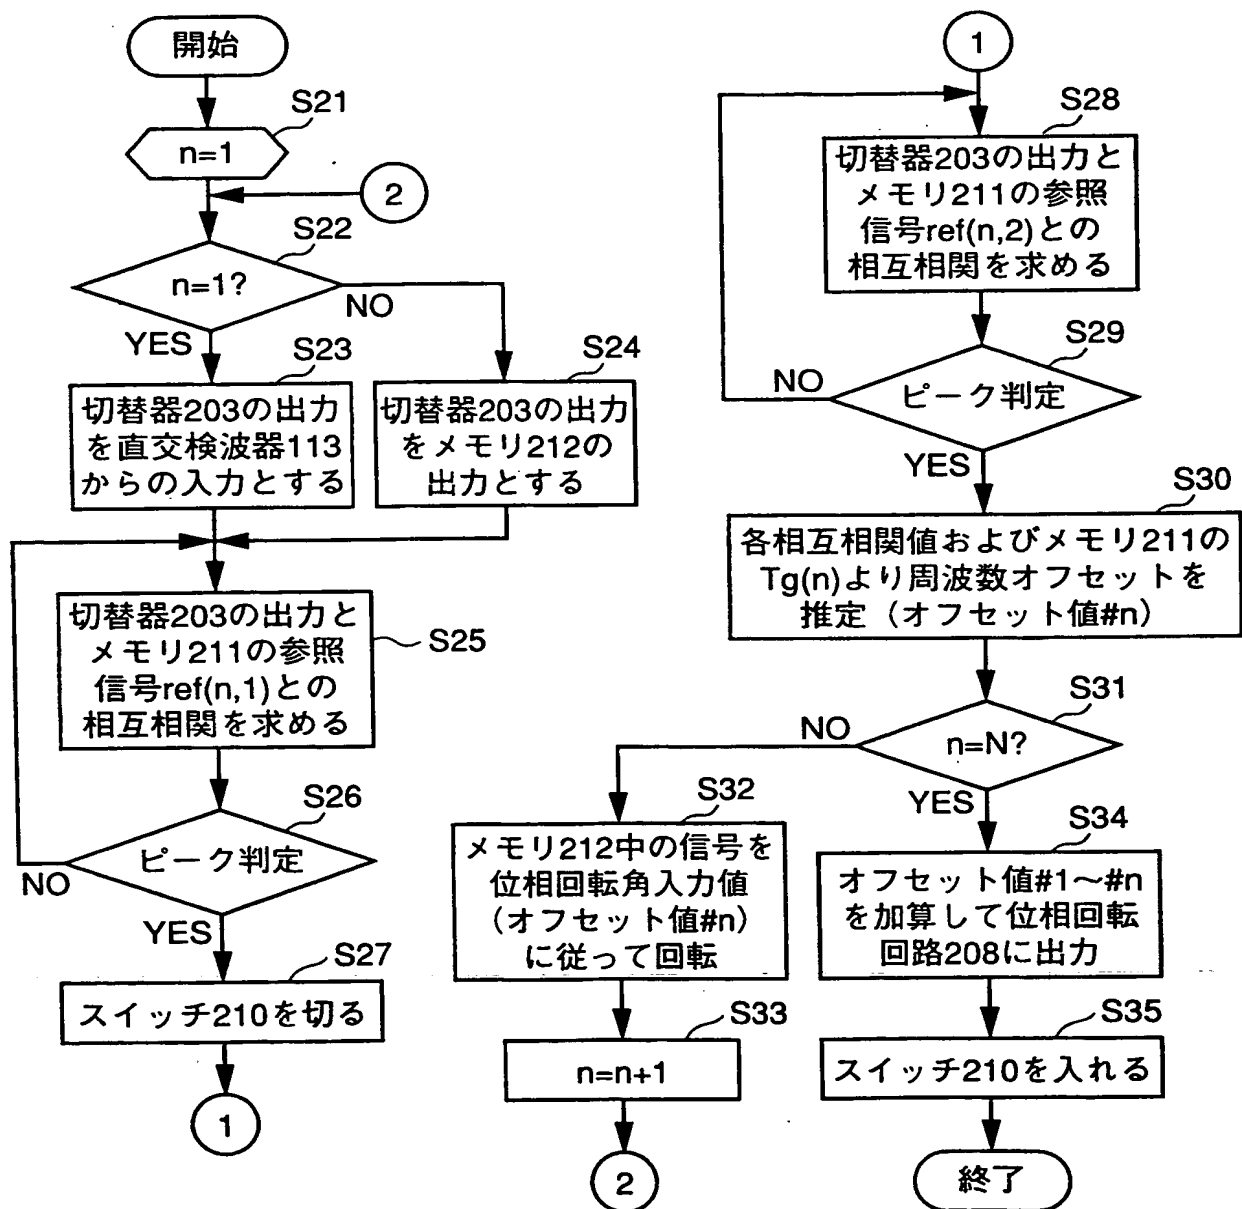 開始
S21
n=1
2
S22
n=1?
NO
YES
S23
切替器203の出力
を直交検波器113
からの入力とする
S24
切替器203の出力
をメモリ212の
出力とする
切替器203の出力と
メモリ211の参照
信号ref(n,1)との
相互相関を求める
S25
S26
ピーク判定
NO
YES
S27
スイッチ210を切る
1
1
S28
切替器203の出力と
メモリ211の参照
信号ref(n,2)との
相互相関を求める
S29
ピーク判定
NO
YES
S30
各相互相関値およびメモリ211の
Tg(n)より周波数オフセットを
推定（オフセット値#n）
S31
n=N?
NO
YES
S32
メモリ212中の信号を
位相回転角入力値
（オフセット値#n）
に従って回転
S33
n=n+1
2
S34
オフセット値#1～#n
を加算して位相回転
回路208に出力
S35
スイッチ210を入れる
終了